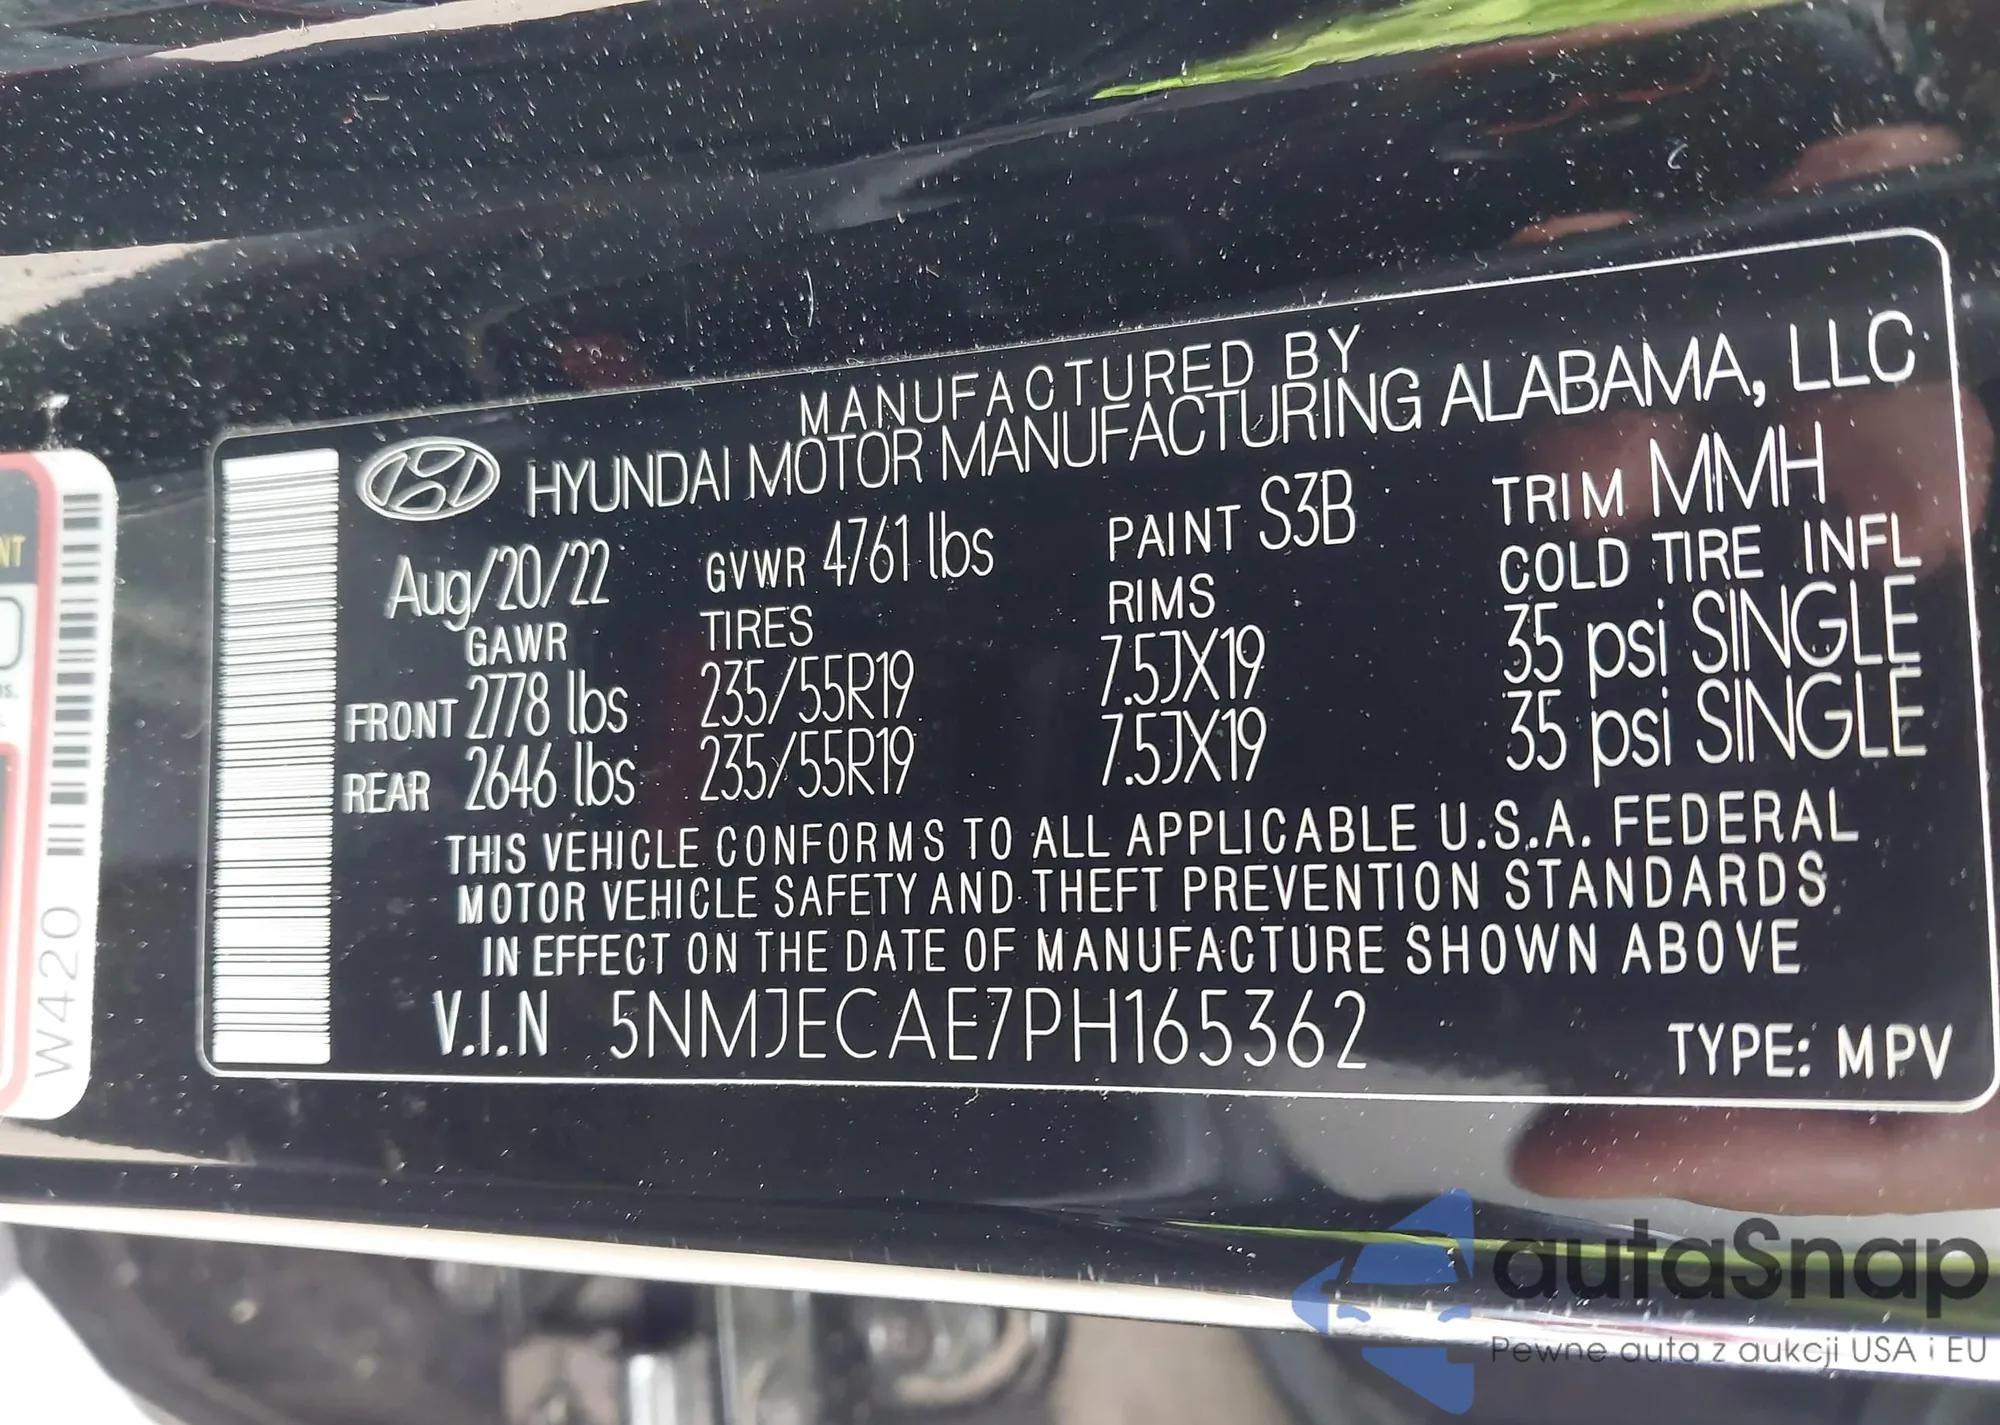 MANUFACTURED BY
HYUNDAI MOTOR MANUFACTURING ALABAMA, LLC
Aug/20/22 GVWR 4761 lbs PAINT S3B TRIM MMH
GAWR TIRES RIMS COLD TIRE INFL
FRONT 2778 lbs 235/55R19 7.5JX19 35 psi SINGLE
REAR 2646 lbs 235/55R19 7.5JX19 35 psi SINGLE
THIS VEHICLE CONFORMS TO ALL APPLICABLE U.S.A. FEDERAL
MOTOR VEHICLE SAFETY AND THEFT PREVENTION STANDARDS
IN EFFECT ON THE DATE OF MANUFACTURE SHOWN ABOVE
V.I.N 5NMJECAE7PH165362 TYPE: MPV
W420
autaSnap
Pewne auta z aukcji USA i EU